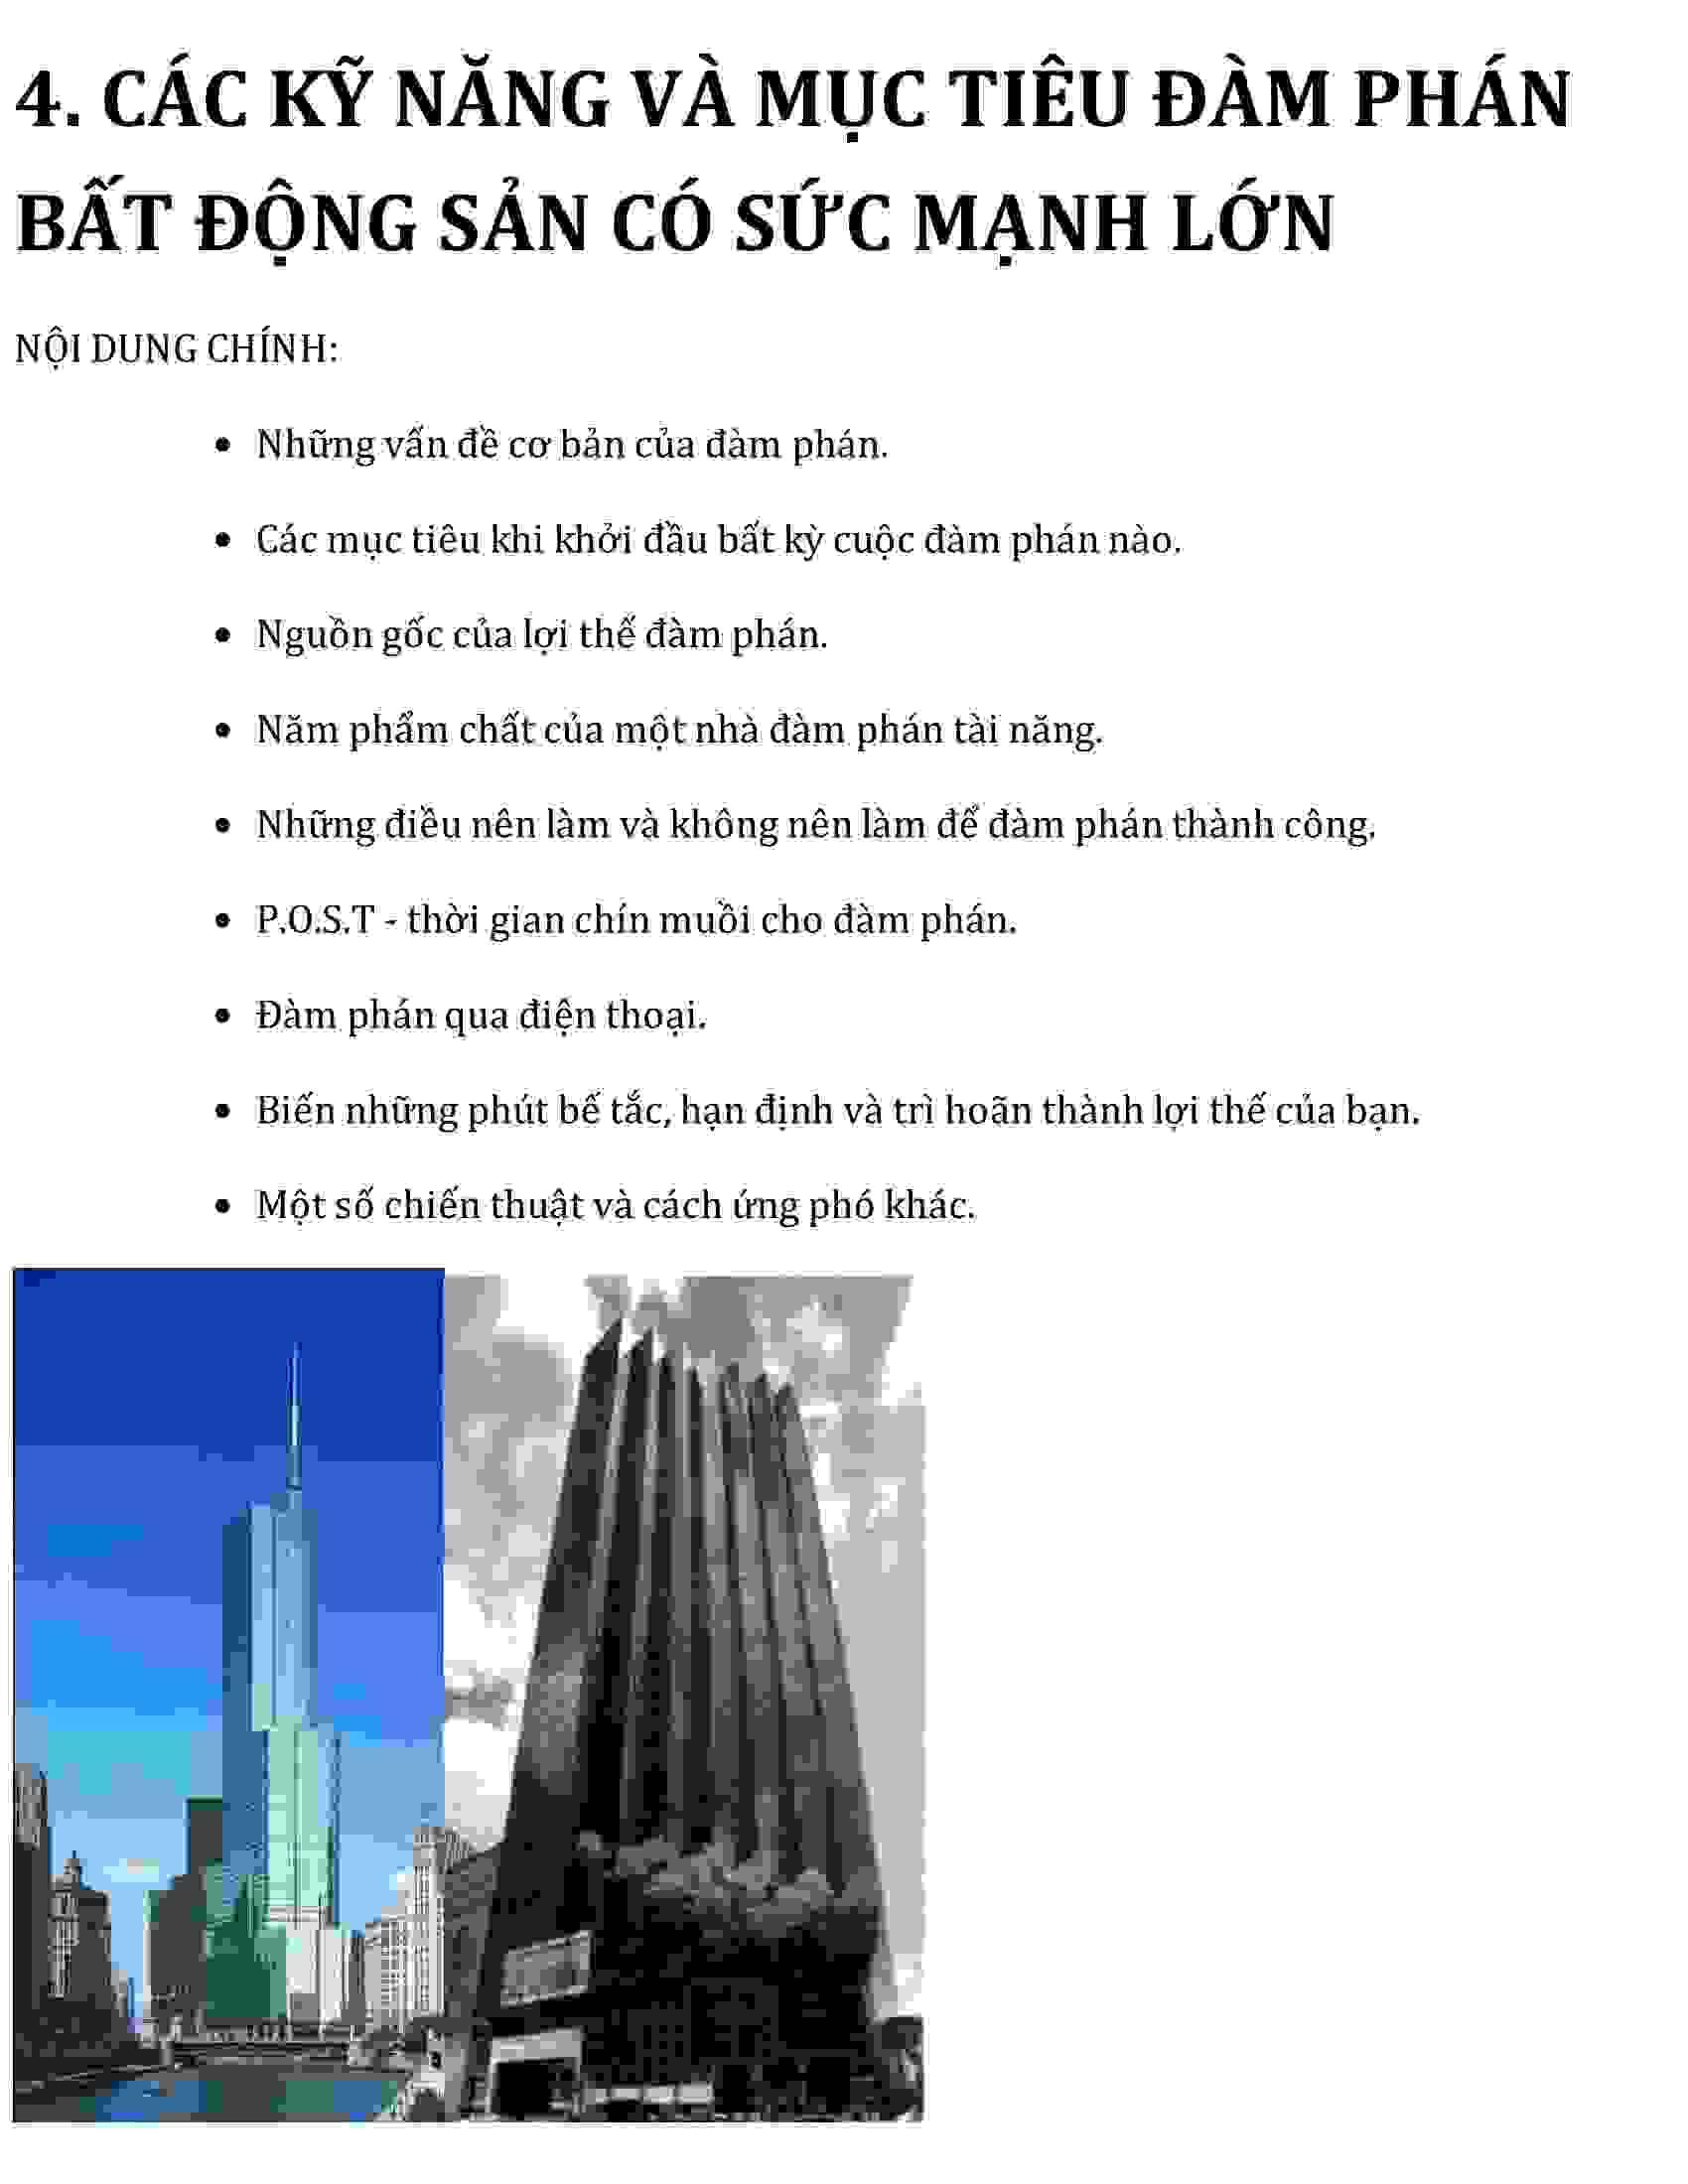 4. CÁC KỸ NĂNG VÀ MỤC TIÊU ĐÀM PHÁN
BẤT ĐỘNG SẢN CÓ SỨC MẠNH LỚN
NỘI DUNG CHÍNH:
• Những vấn đề cơ bản của đàm phán.
• Các mục tiêu khi khởi đầu bất kỳ cuộc đàm phán nào.
• Nguồn gốc của lợi thế đàm phán.
• Năm phẩm chất của một nhà đàm phán tài năng.
• Những điều nên làm và không nên làm để đàm phán thành công.
• P.O.S.T - thời gian chín muồi cho đàm phán.
• Đàm phán qua điện thoại.
• Biến những phút bế tắc, hạn định và trì hoãn thành lợi thế của bạn.
• Một số chiến thuật và cách ứng phó khác.